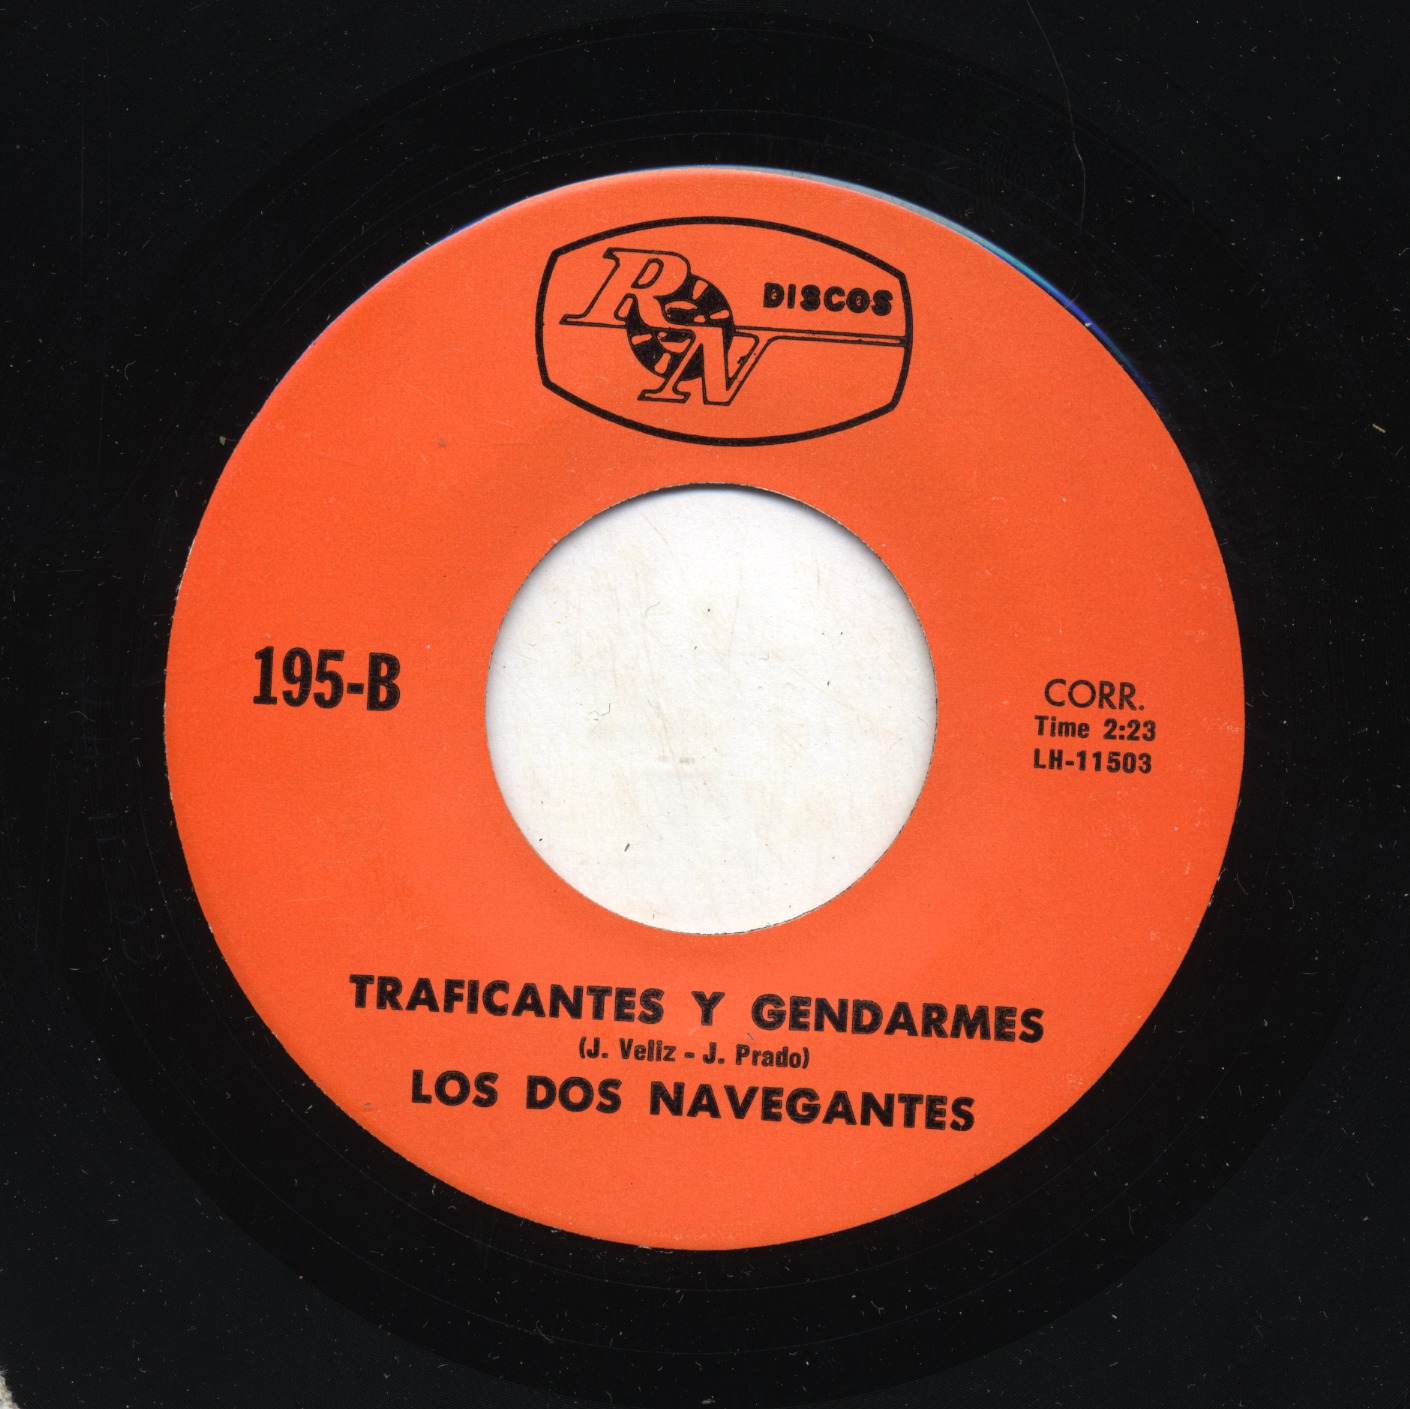 RN DISCOS
195-B
CORR.
Time 2:23
LH-11503
TRAFICANTES Y GENDARMES
(J. Veliz - J. Prado)
LOS DOS NAVEGANTES